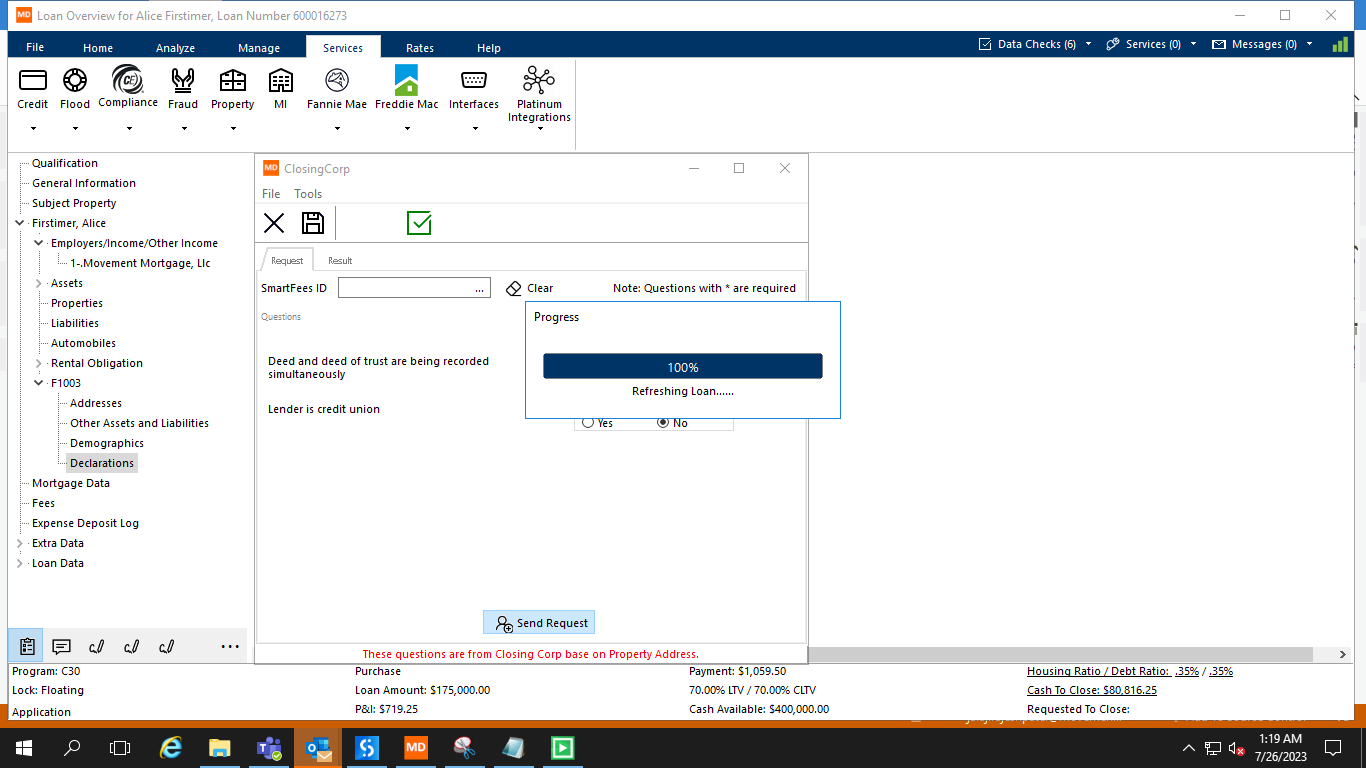 MD Loan Overview for Alice Firstimer, Loan Number 600016273
File Home Analyze Manage Services Rates Help Data Checks (6) Services (0) Messages (0)
Credit Flood Compliance Fraud Property MI Fannie Mae Freddie Mac Interfaces Platinum Integrations
Qualification
General Information
Subject Property
Firstimer, Alice
Employers/Income/Other Income
1-.Movement Mortgage, Llc
Assets
Properties
Liabilities
Automobiles
Rental Obligation
F1003
Addresses
Other Assets and Liabilities
Demographics
Declarations
Mortgage Data
Fees
Expense Deposit Log
Extra Data
Loan Data
MD ClosingCorp
File Tools
Request Result
SmartFees ID ... Clear Note: Questions with * are required
Questions
Deed and deed of trust are being recorded
simultaneously
Lender is credit union
Yes No
Progress
100%
Refreshing Loan......
Send Request
These questions are from Closing Corp base on Property Address.
Program: C30 Purchase Payment: $1,059.50 Housing Ratio / Debt Ratio: .35% / .35%
Lock: Floating Loan Amount: $175,000.00 70.00% LTV / 70.00% CLTV Cash To Close: $80,816.25
Application P&I: $719.25 Cash Available: $400,000.00 Requested To Close:
MD
1:19 AM
7/26/2023